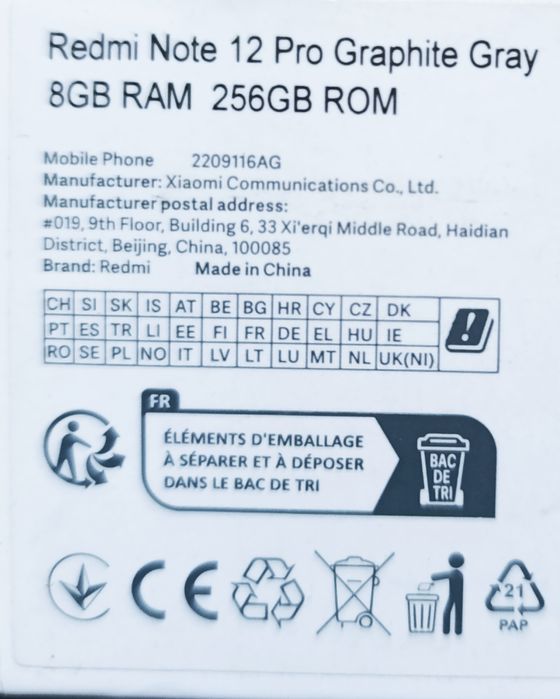 Redmi Note 12 Pro Graphite Gray
8GB RAM 256GB ROM
Mobile Phone 2209116AG
Manufacturer: Xiaomi Communications Co., Ltd.
Manufacturer postal address:
#019, 9th Floor, Building 6, 33 Xi'erqi Middle Road, Haidian
District, Beijing, China, 100085
Brand: Redmi Made in China
CH SI SK IS AT BE BG HR CY CZ DK
PT ES TR LI EE FI FR DE EL HU IE
RO SE PL NO IT LV LT LU MT NL UK(NI)
FR
ÉLÉMENTS D'EMBALLAGE
À SÉPARER ET À DÉPOSER
DANS LE BAC DE TRI
BAC
DE
TRI
CE
21
PAP